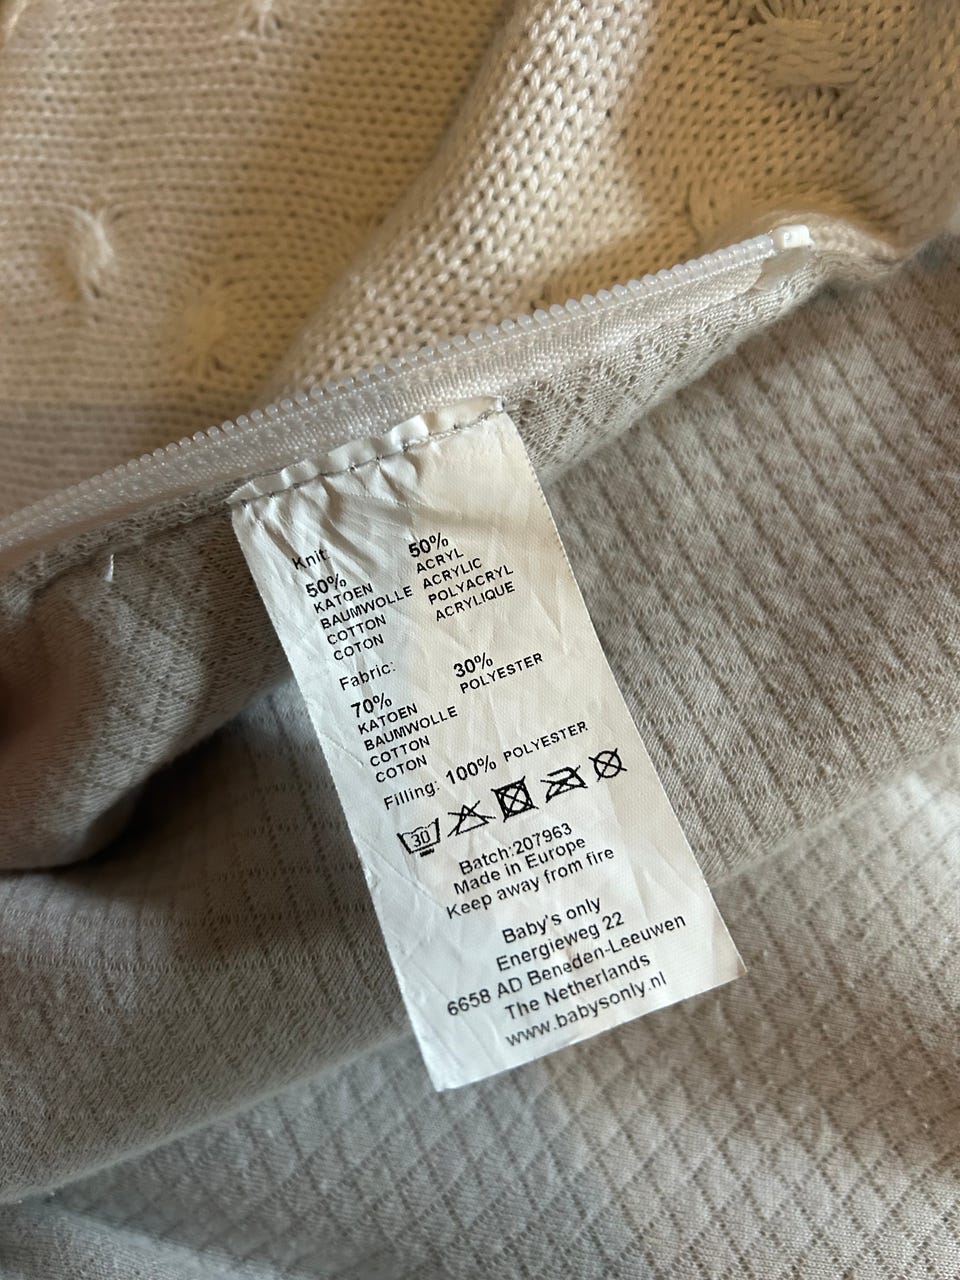 Knit:
50% 50%
KATOEN ACRYL
BAUMWOLLE ACRYLIC
COTTON POLYACRYL
COTON ACRYLIQUE
Fabric:
70% 30%
KATOEN POLYESTER
BAUMWOLLE
COTTON
COTON
Filling: 100% POLYESTER
30
Batch:207963
Made in Europe
Keep away from fire
Baby's only
Energieweg 22
6658 AD Beneden-Leeuwen
The Netherlands
www.babysonly.nl